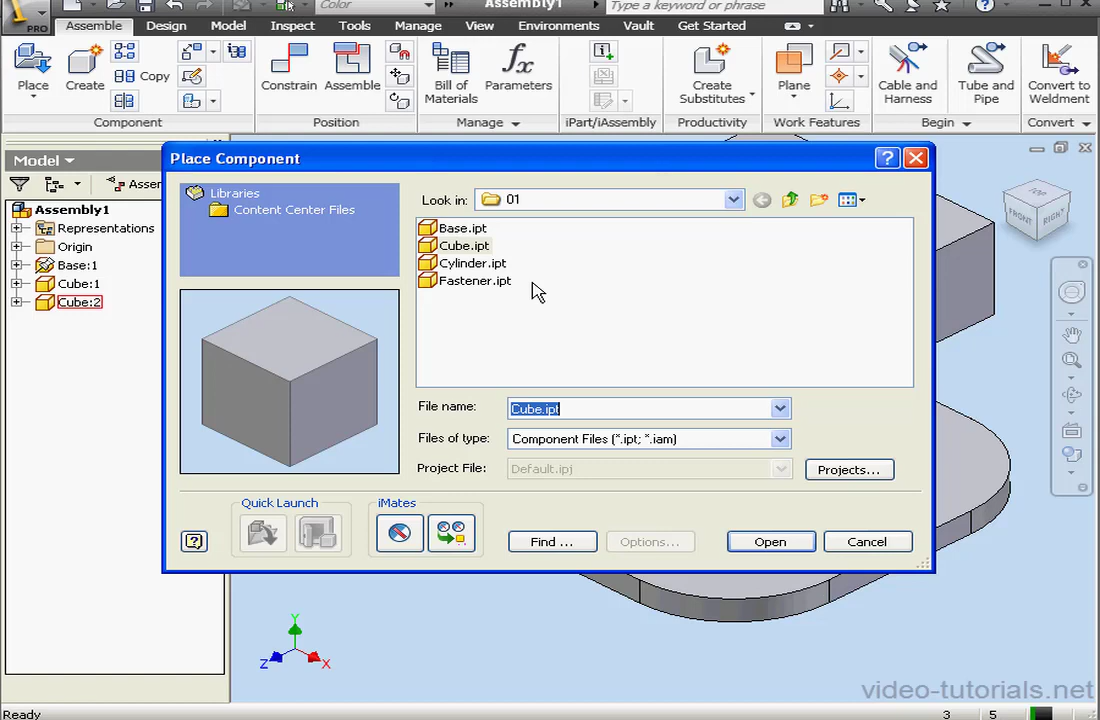 Color
Assembly1
Type a keyword or phrase
PRO
Assemble
Design
Model
Inspect
Tools
Manage
View
Environments
Vault
Get Started
Place
Create
Copy
Constrain
Assemble
Bill of
Materials
Parameters
Create
Substitutes
Plane
Cable and
Harness
Tube and
Pipe
Convert to
Weldment
Component
Position
Manage
iPart/iAssembly
Productivity
Work Features
Begin
Convert
Model
Assem
Assembly1
Representations
Origin
Base:1
Cube:1
Cube:2
Place Component
Libraries
Content Center Files
Look in:
01
Base.ipt
Cube.ipt
Cylinder.ipt
Fastener.ipt
File name:
Cube.ipt
Files of type:
Component Files (*.ipt; *.iam)
Project File:
Default.ipj
Projects...
Quick Launch
iMates
Find ...
Options...
Open
Cancel
TOP
FRONT
RIGHT
Y
Z
X
video-tutorials.net
Ready
3
5